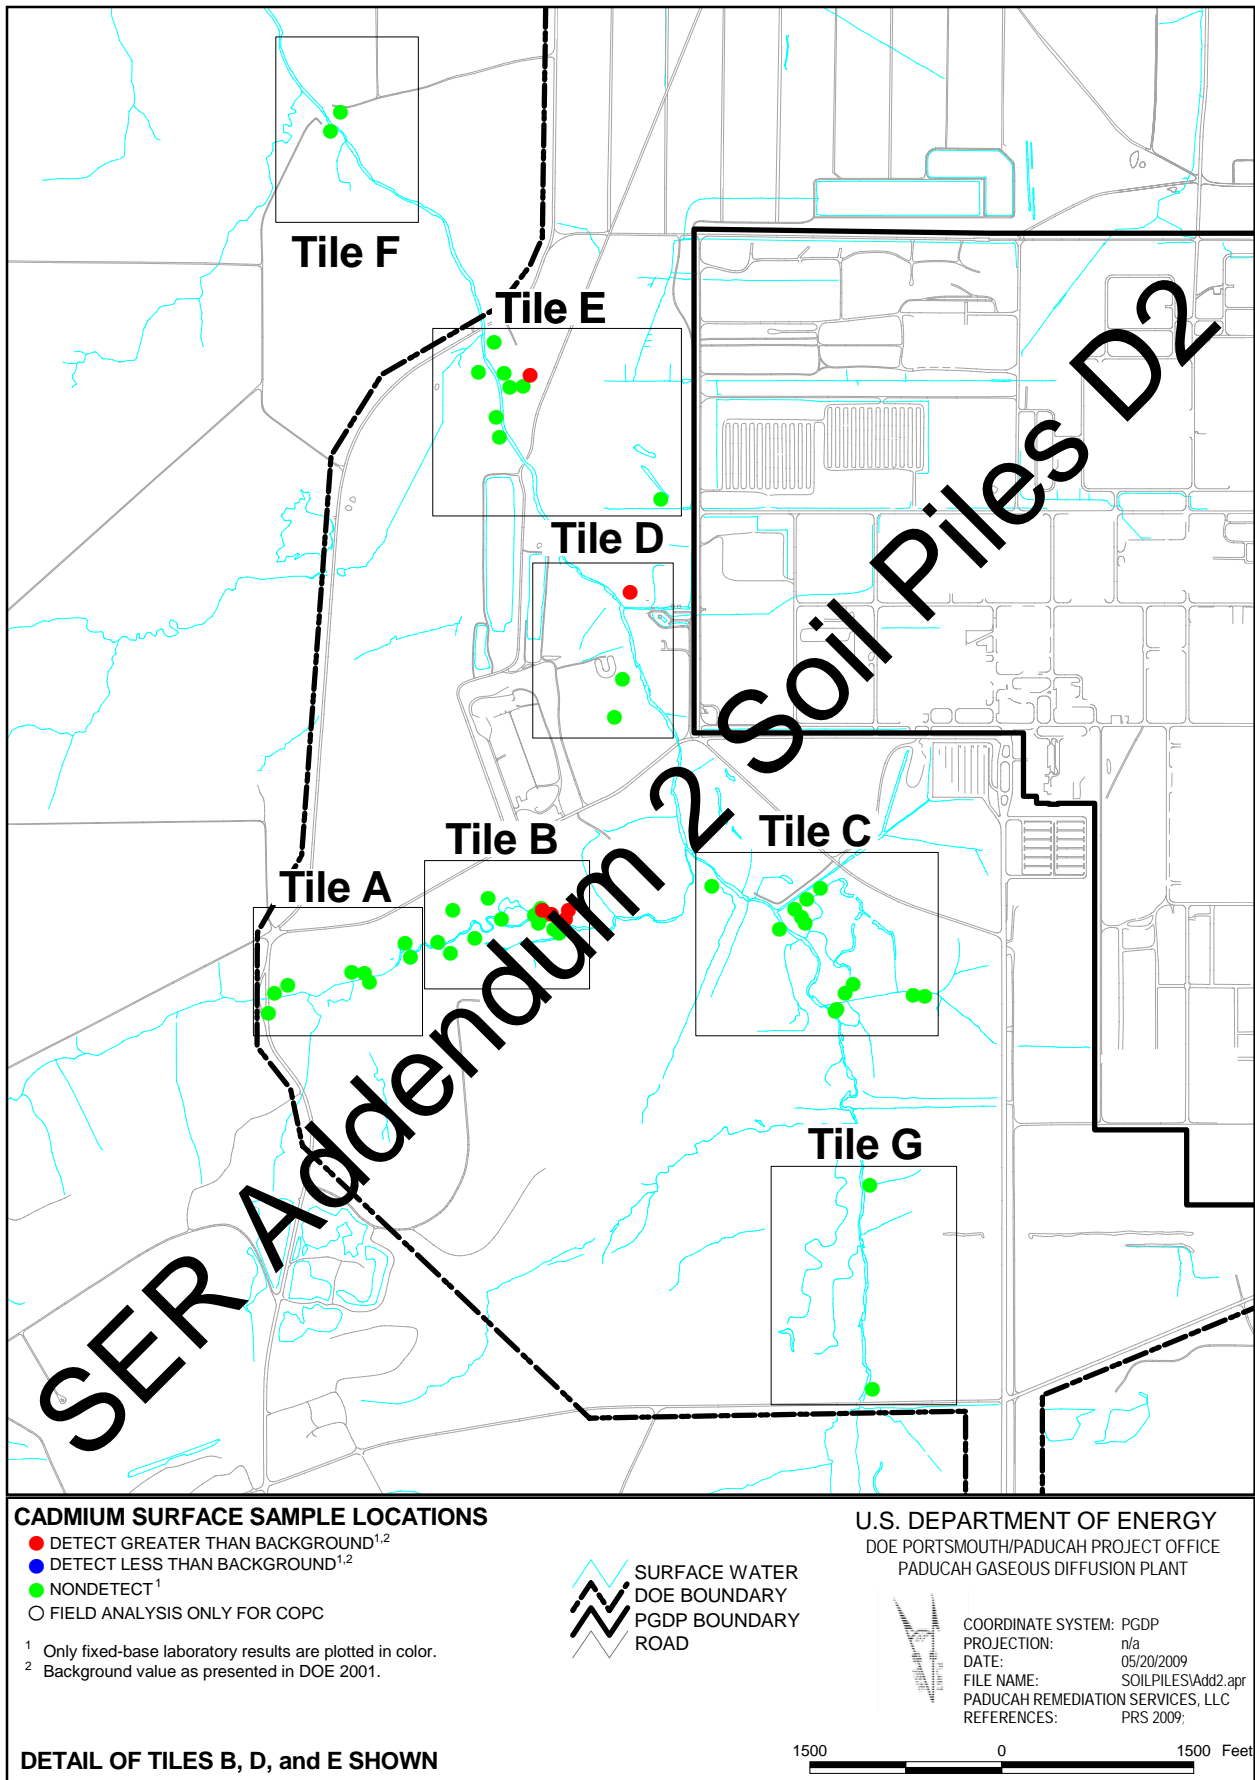 Tile F
Tile E
Tile D
Tile B
Tile C
Tile A
Tile G
SER Addendum 2 Soil Piles D2
CADMIUM SURFACE SAMPLE LOCATIONS
DETECT GREATER THAN BACKGROUND1,2
DETECT LESS THAN BACKGROUND1,2
NONDETECT1
FIELD ANALYSIS ONLY FOR COPC
1 Only fixed-base laboratory results are plotted in color.
2 Background value as presented in DOE 2001.
DETAIL OF TILES B, D, and E SHOWN
SURFACE WATER
DOE BOUNDARY
PGDP BOUNDARY
ROAD
U.S. DEPARTMENT OF ENERGY
DOE PORTSMOUTH/PADUCAH PROJECT OFFICE
PADUCAH GASEOUS DIFFUSION PLANT
COORDINATE SYSTEM: PGDP
PROJECTION: n/a
DATE: 05/20/2009
FILE NAME: SOILPILES\Add2.apr
PADUCAH REMEDIATION SERVICES, LLC
REFERENCES: PRS 2009;
1500 0 1500 Feet